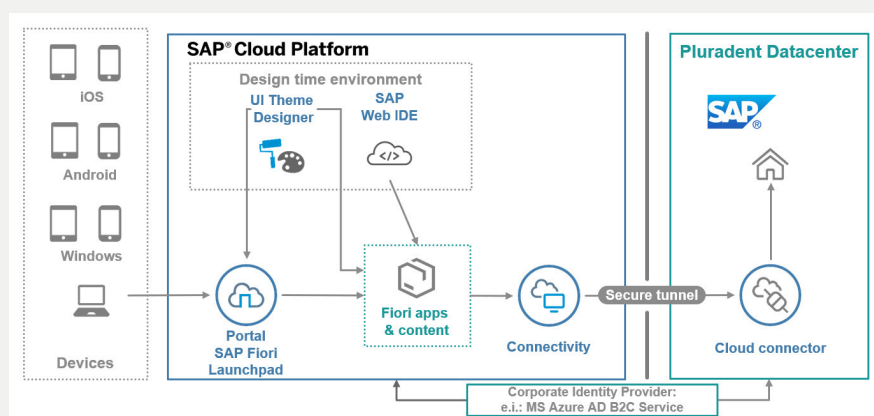 SAP® Cloud Platform
Design time environment
UI Theme
Designer
SAP
Web IDE
</>
iOS
Android
Windows
Devices
Portal
SAP Fiori
Launchpad
Fiori apps
& content
Connectivity
Secure tunnel
Pluradent Datacenter
SAP®
Cloud connector
Corporate Identity Provider:
e.i.: MS Azure AD B2C Service